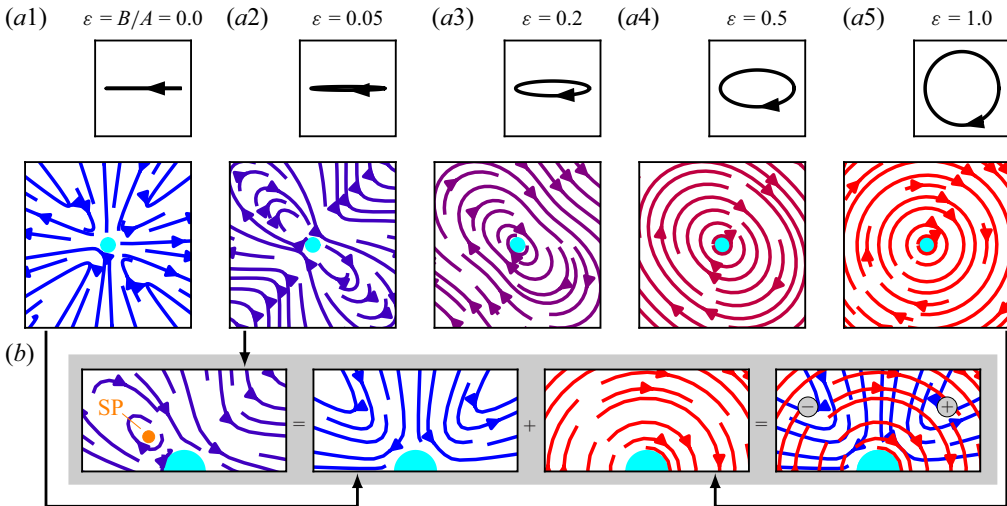 (a1) ε = B/A = 0.0 (a2) ε = 0.05 (a3) ε = 0.2 (a4) ε = 0.5 (a5) ε = 1.0
(b)
SP = + = − +